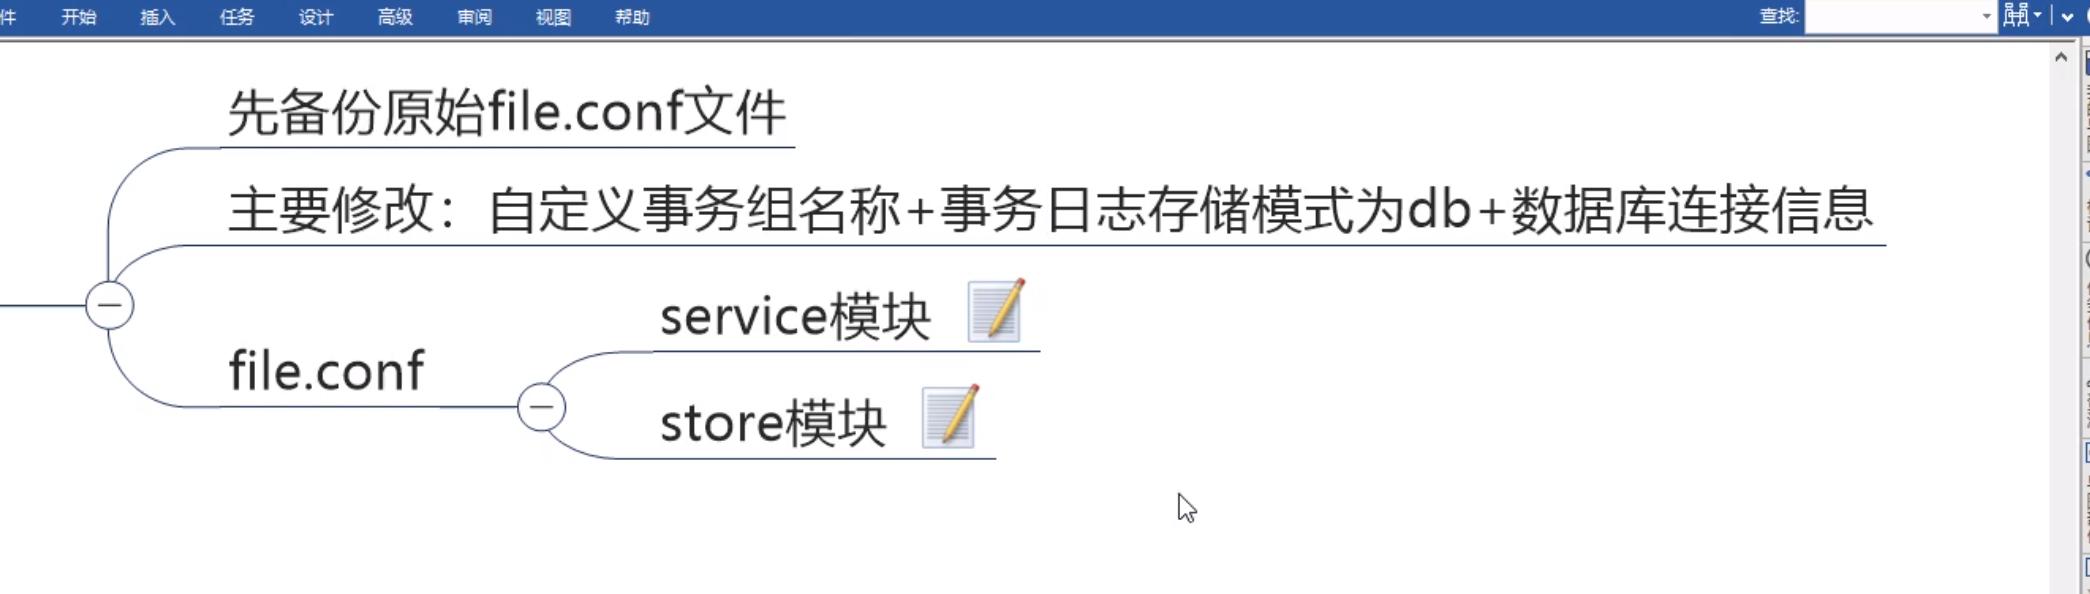 件 开始 插入 任务 设计 高级 审阅 视图 帮助 查找:
先备份原始file.conf文件
主要修改：自定义事务组名称+事务日志存储模式为db+数据库连接信息
service模块
file.conf
store模块